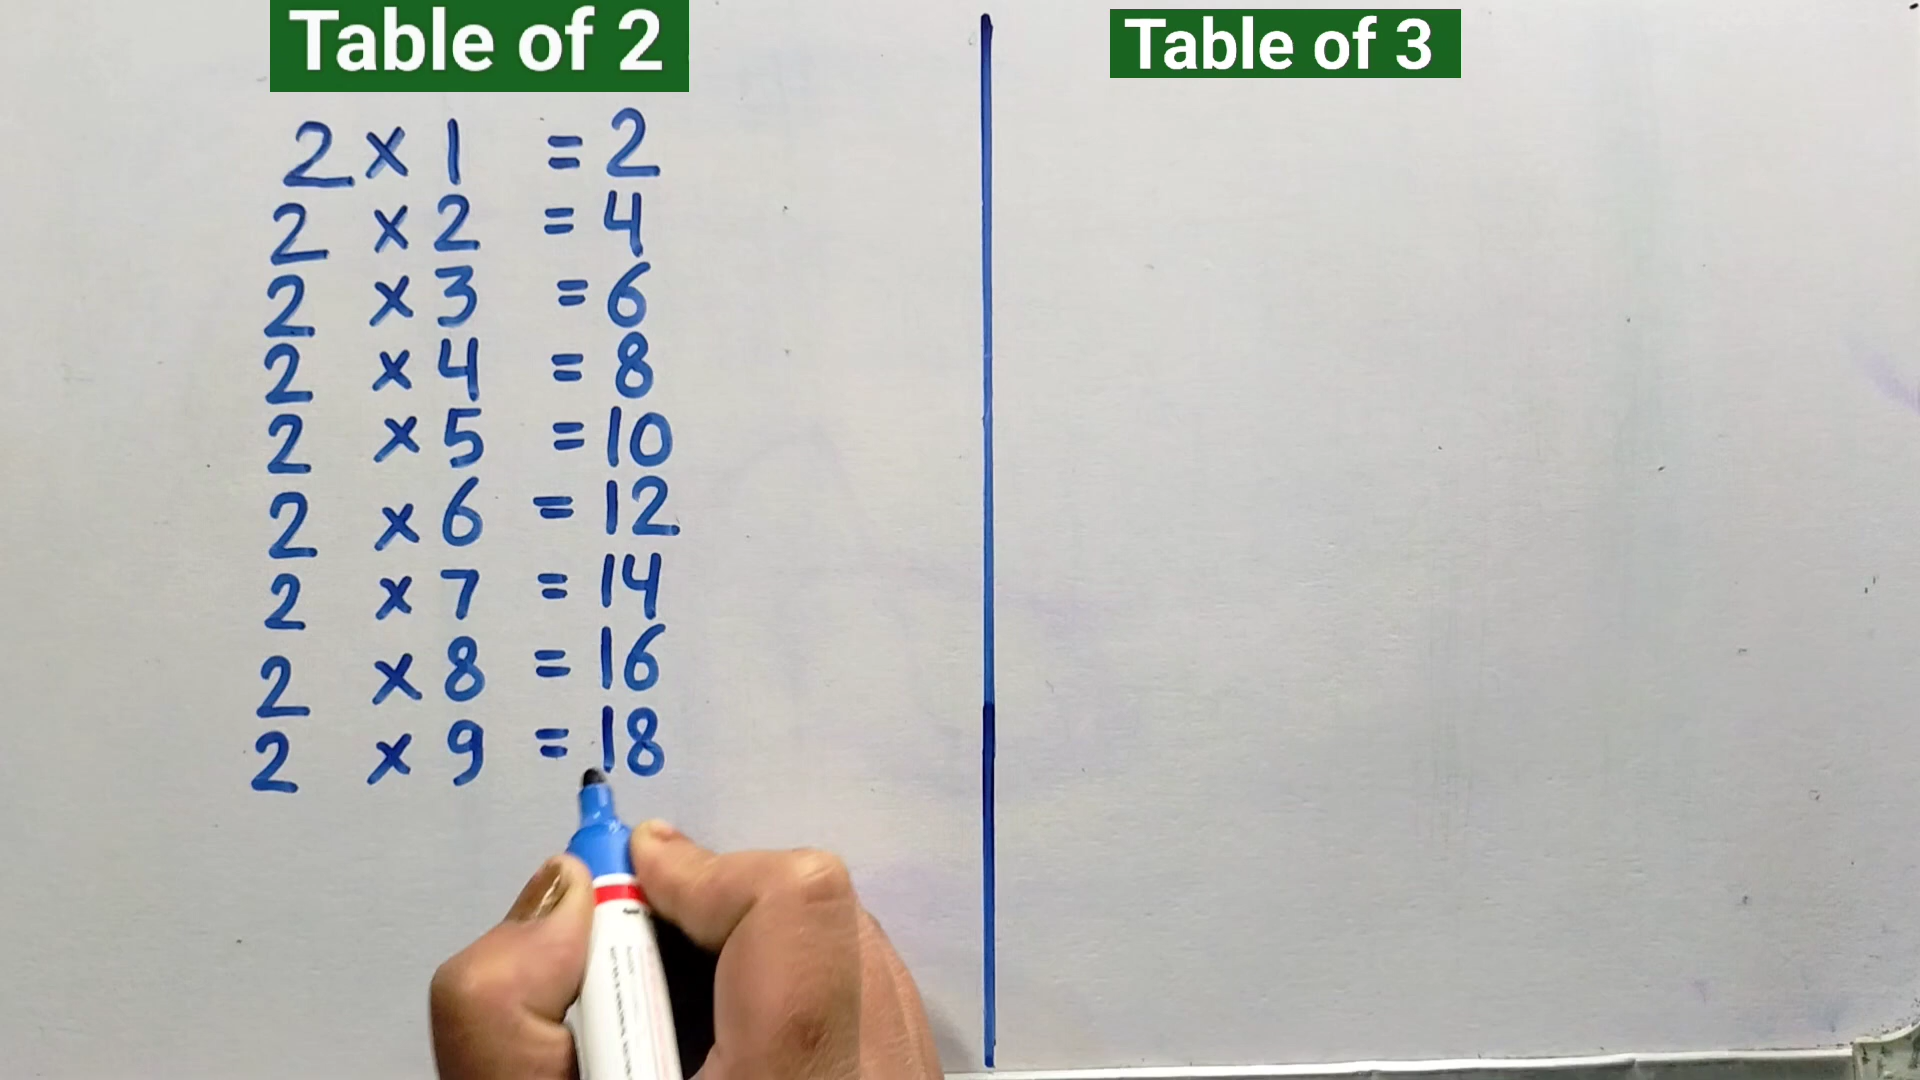 Table of 2
2 × 1 = 2
2 × 2 = 4
2 × 3 = 6
2 × 4 = 8
2 × 5 = 10
2 × 6 = 12
2 × 7 = 14
2 × 8 = 16
2 × 9 = 18
Table of 3